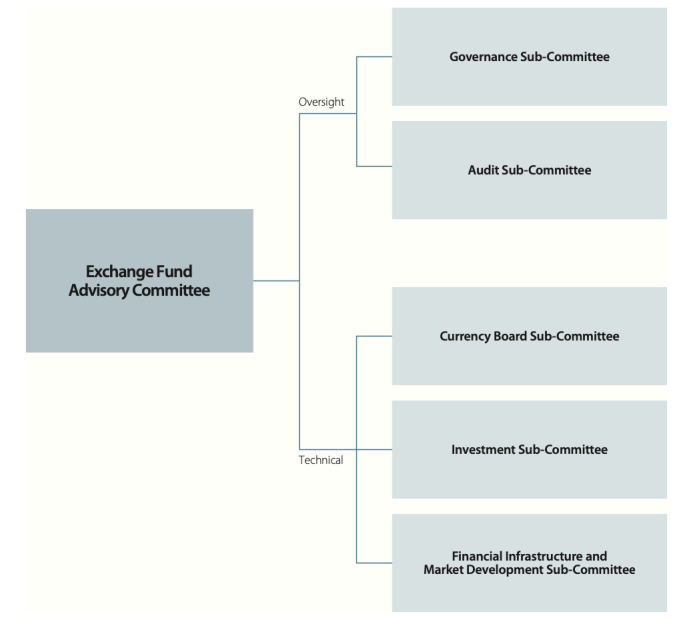 Governance Sub-Committee
Oversight
Audit Sub-Committee
Exchange Fund
Advisory Committee
Currency Board Sub-Committee
Investment Sub-Committee
Technical
Financial Infrastructure and
Market Development Sub-Committee